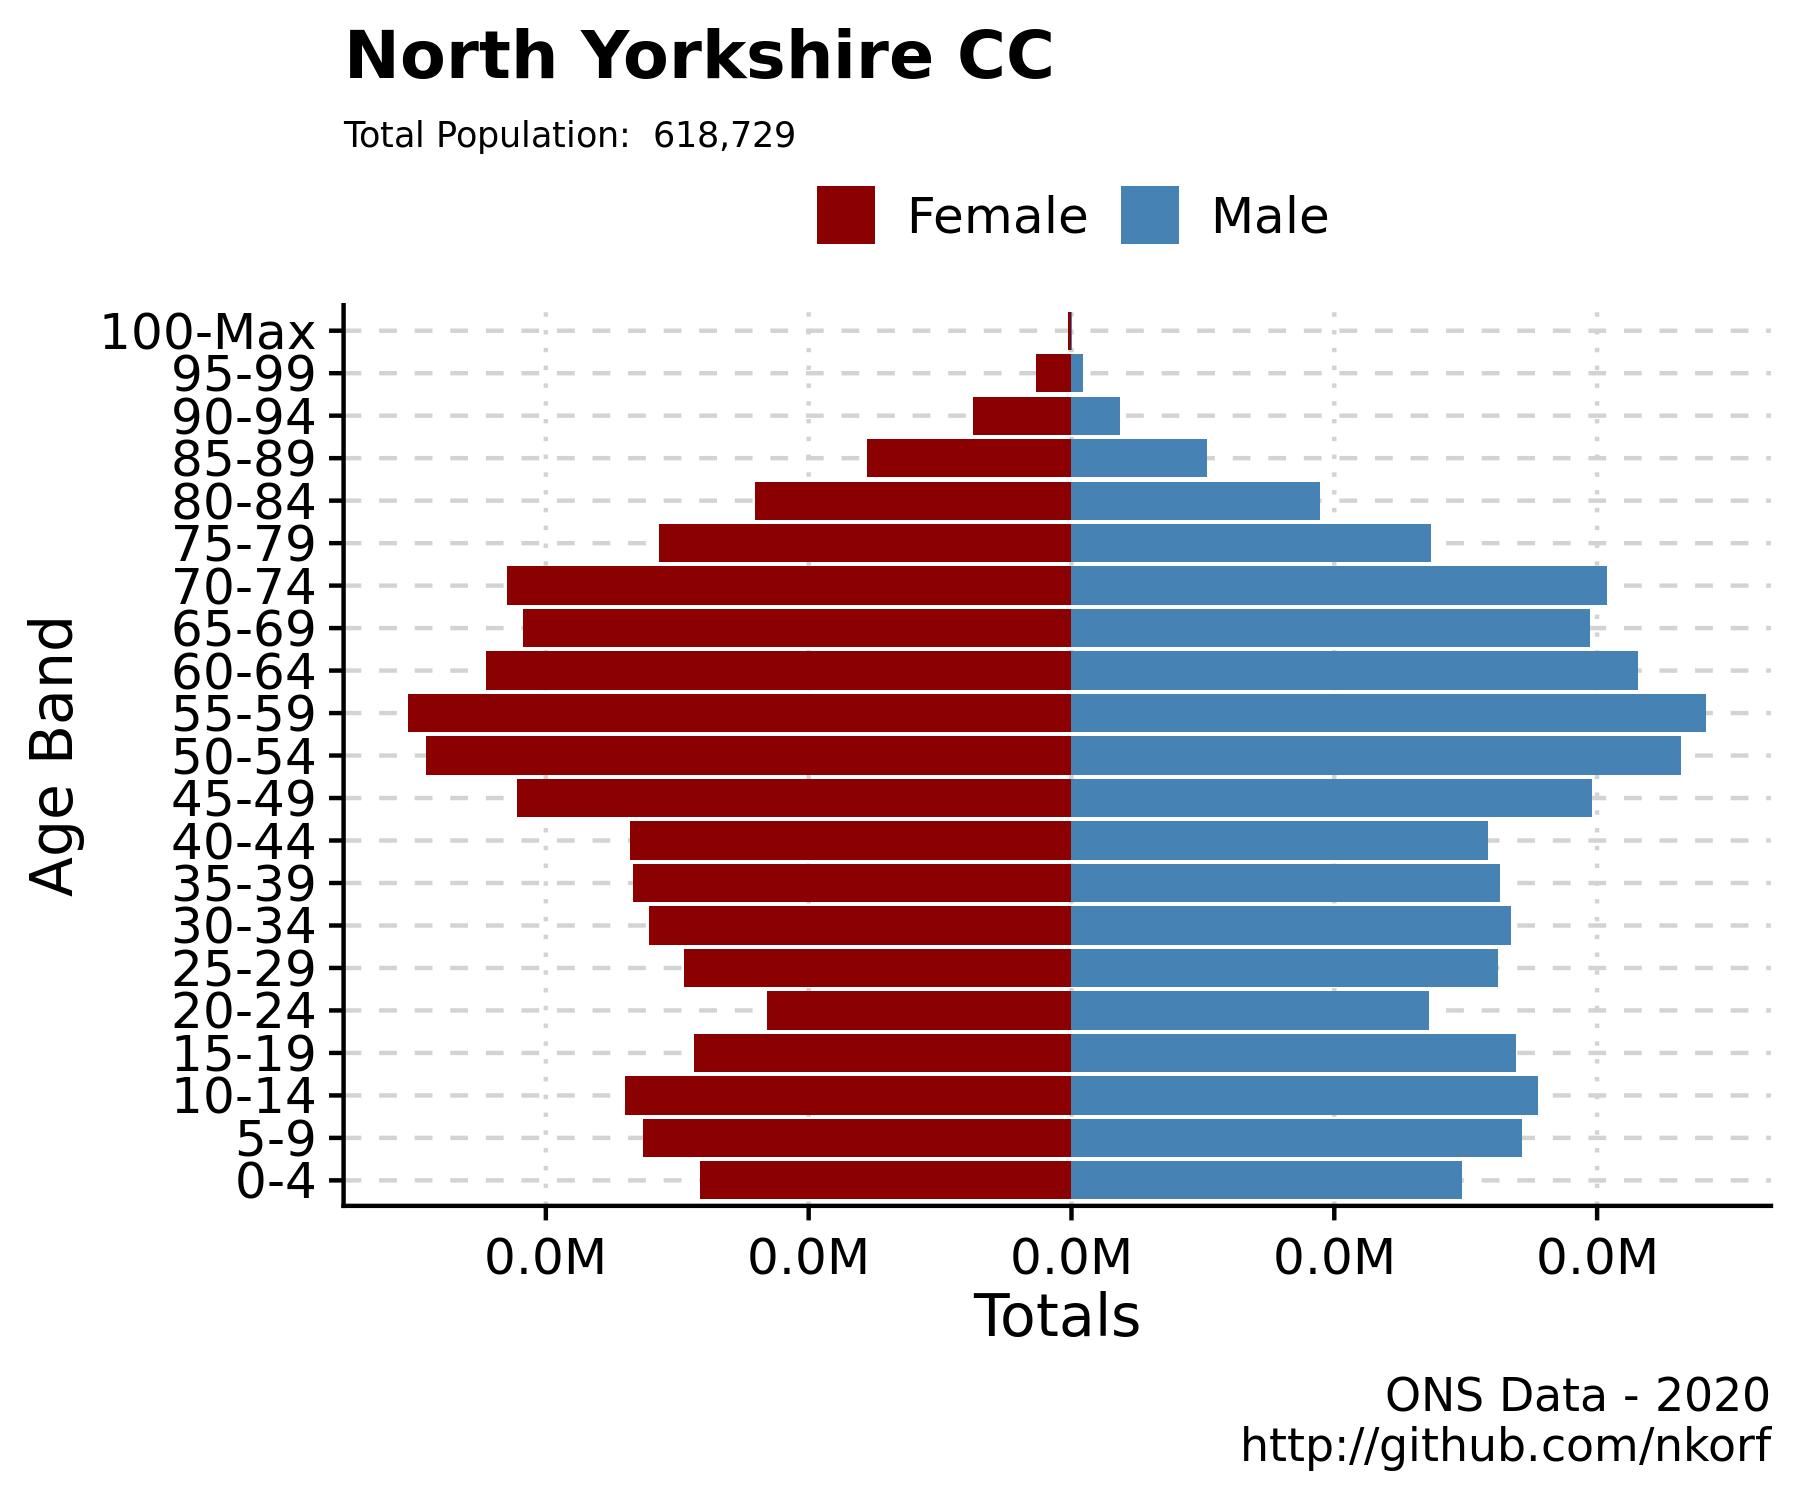 North Yorkshire CC
Total Population:  618,729
Female
Male
100-Max
95-99
90-94
85-89
80-84
75-79
70-74
65-69
60-64
55-59
50-54
45-49
40-44
35-39
30-34
25-29
20-24
15-19
10-14
5-9
0-4
Age Band
0.0M 0.0M 0.0M 0.0M 0.0M
Totals
ONS Data - 2020
http://github.com/nkorf